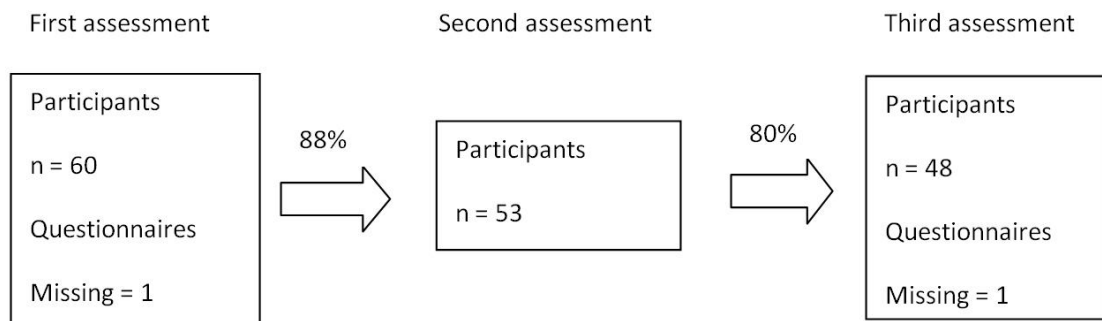 First assessment
Second assessment
Third assessment
Participants
n = 60
Questionnaires
Missing = 1
88%
Participants
n = 53
80%
Participants
n = 48
Questionnaires
Missing = 1